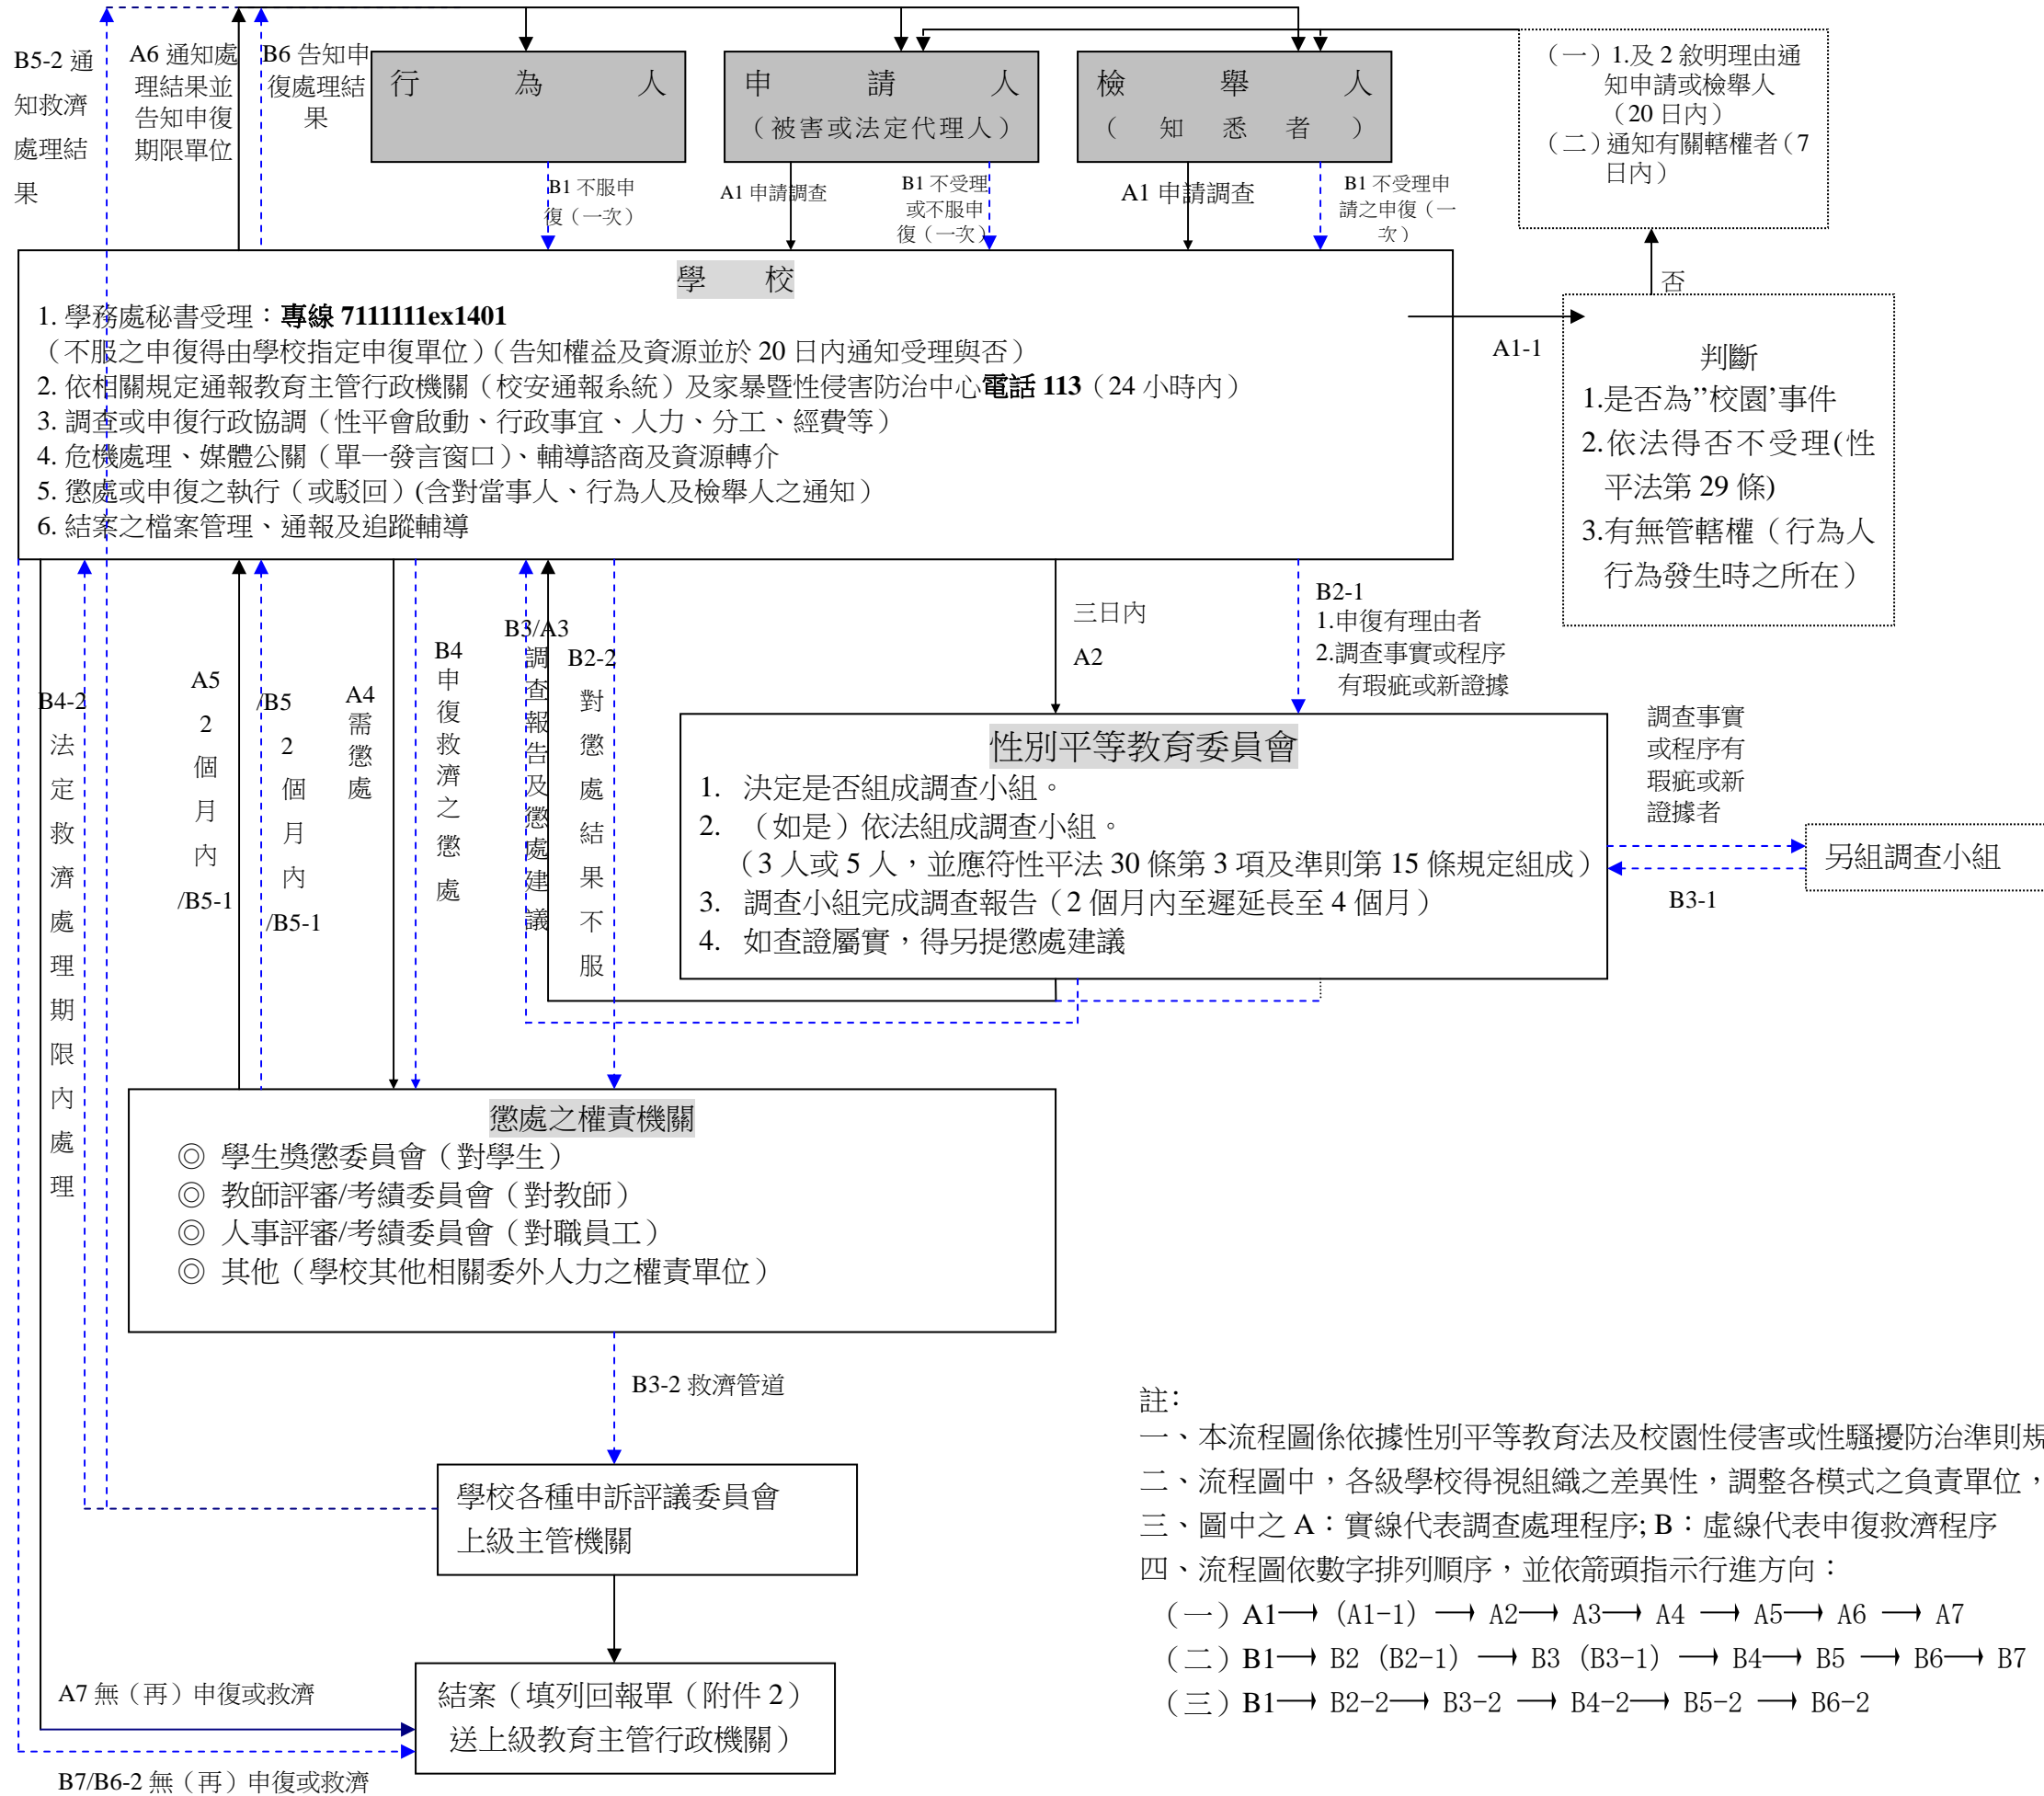 B5-2 通
知救濟
處理結
果
A6 通知處
理結果並
告知申復
期限單位
B6 告知申
復處理結
果
行 為 人
申 請 人
（被害或法定代理人）
檢 舉 人
（ 知 悉 者 ）
（一）1.及 2 敘明理由通
知申請或檢舉人
（20 日內）
（二）通知有關轄權者（7
日內）
B1 不服申
復（一次）
A1 申請調查
B1 不受理
或不服申
復（一次）
A1 申請調查
B1 不受理申
請之申復（一
次）
否
學 校
1. 學務處秘書受理：專線 7111111ex1401
（不服之申復得由學校指定申復單位）（告知權益及資源並於 20 日內通知受理與否）
2. 依相關規定通報教育主管行政機關（校安通報系統）及家暴暨性侵害防治中心電話 113（24 小時內）
3. 調查或申復行政協調（性平會啟動、行政事宜、人力、分工、經費等）
4. 危機處理、媒體公關（單一發言窗口）、輔導諮商及資源轉介
5. 懲處或申復之執行（或駁回）(含對當事人、行為人及檢舉人之通知）
6. 結案之檔案管理、通報及追蹤輔導
A1-1
判斷
1.是否為’’校園’事件
2.依法得否不受理(性
平法第 29 條)
3.有無管轄權（行為人
行為發生時之所在）
B4-2
法定救濟處理期限內處理
A5
2
個
月
內
/B5-1
/B5
2
個
月
內
/B5-1
A4
需
懲
處
B4
申復救濟之懲處
B3/A3
調查報告及懲處建議
B2-2
對懲處結果不服
三日內
A2
B2-1
1.申復有理由者
2.調查事實或程序
有瑕疵或新證據
性別平等教育委員會
1. 決定是否組成調查小組。
2. （如是）依法組成調查小組。
（3 人或 5 人，並應符性平法 30 條第 3 項及準則第 15 條規定組成）
3. 調查小組完成調查報告（2 個月內至遲延長至 4 個月）
4. 如查證屬實，得另提懲處建議
調查事實
或程序有
瑕疵或新
證據者
另組調查小組
B3-1
懲處之權責機關
◎ 學生獎懲委員會（對學生）
◎ 教師評審/考績委員會（對教師）
◎ 人事評審/考績委員會（對職員工）
◎ 其他（學校其他相關委外人力之權責單位）
B3-2 救濟管道
學校各種申訴評議委員會
上級主管機關
A7 無（再）申復或救濟
結案（填列回報單（附件 2）
送上級教育主管行政機關）
B7/B6-2 無（再）申復或救濟
註：
一、本流程圖係依據性別平等教育法及校園性侵害或性騷擾防治準則規
二、流程圖中，各級學校得視組織之差異性，調整各模式之負責單位，
三、圖中之 A：實線代表調查處理程序; B：虛線代表申復救濟程序
四、流程圖依數字排列順序，並依箭頭指示行進方向：
（一）A1→ (A1-1) → A2→ A3→ A4 → A5→ A6 → A7
（二）B1→ B2 (B2-1) → B3 (B3-1) → B4→ B5 → B6→ B7
（三）B1→ B2-2→ B3-2 → B4-2→ B5-2 → B6-2